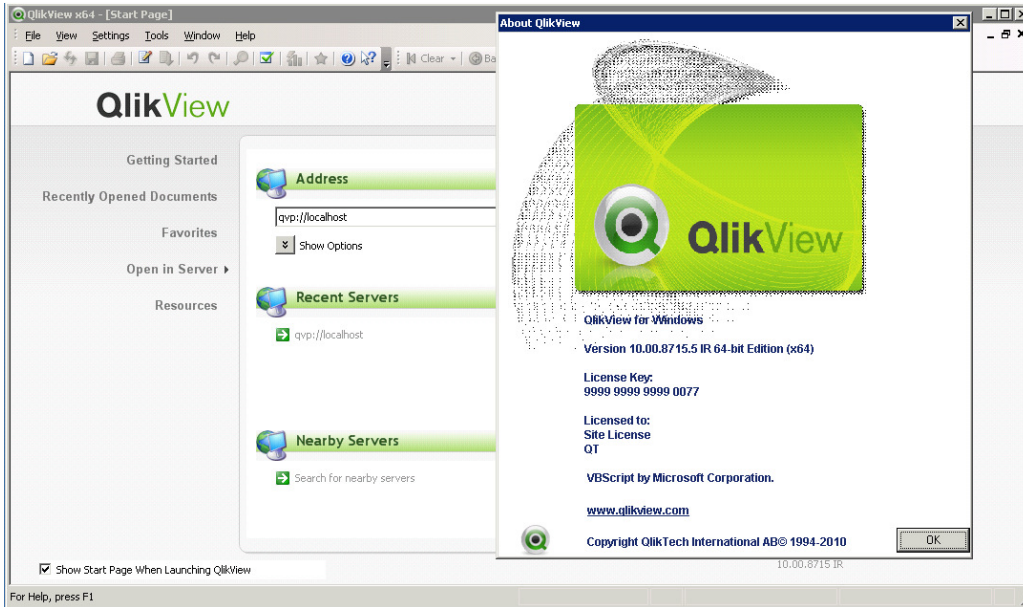 QlikView x64 - [Start Page]
File View Settings Tools Window Help
Clear
Ba
QlikView
Getting Started
Recently Opened Documents
Favorites
Open in Server
Resources
Address
qvp://localhost
Show Options
Recent Servers
qvp://localhost
Nearby Servers
Search for nearby servers
Show Start Page When Launching QlikView
10.00.8715 IR
For Help, press F1
About QlikView
QlikView
QlikView for Windows
Version 10.00.8715.5 IR 64-bit Edition (x64)
License Key:
9999 9999 9999 0077
Licensed to:
Site License
QT
VBScript by Microsoft Corporation.
www.qlikview.com
Copyright QlikTech International AB© 1994-2010
OK